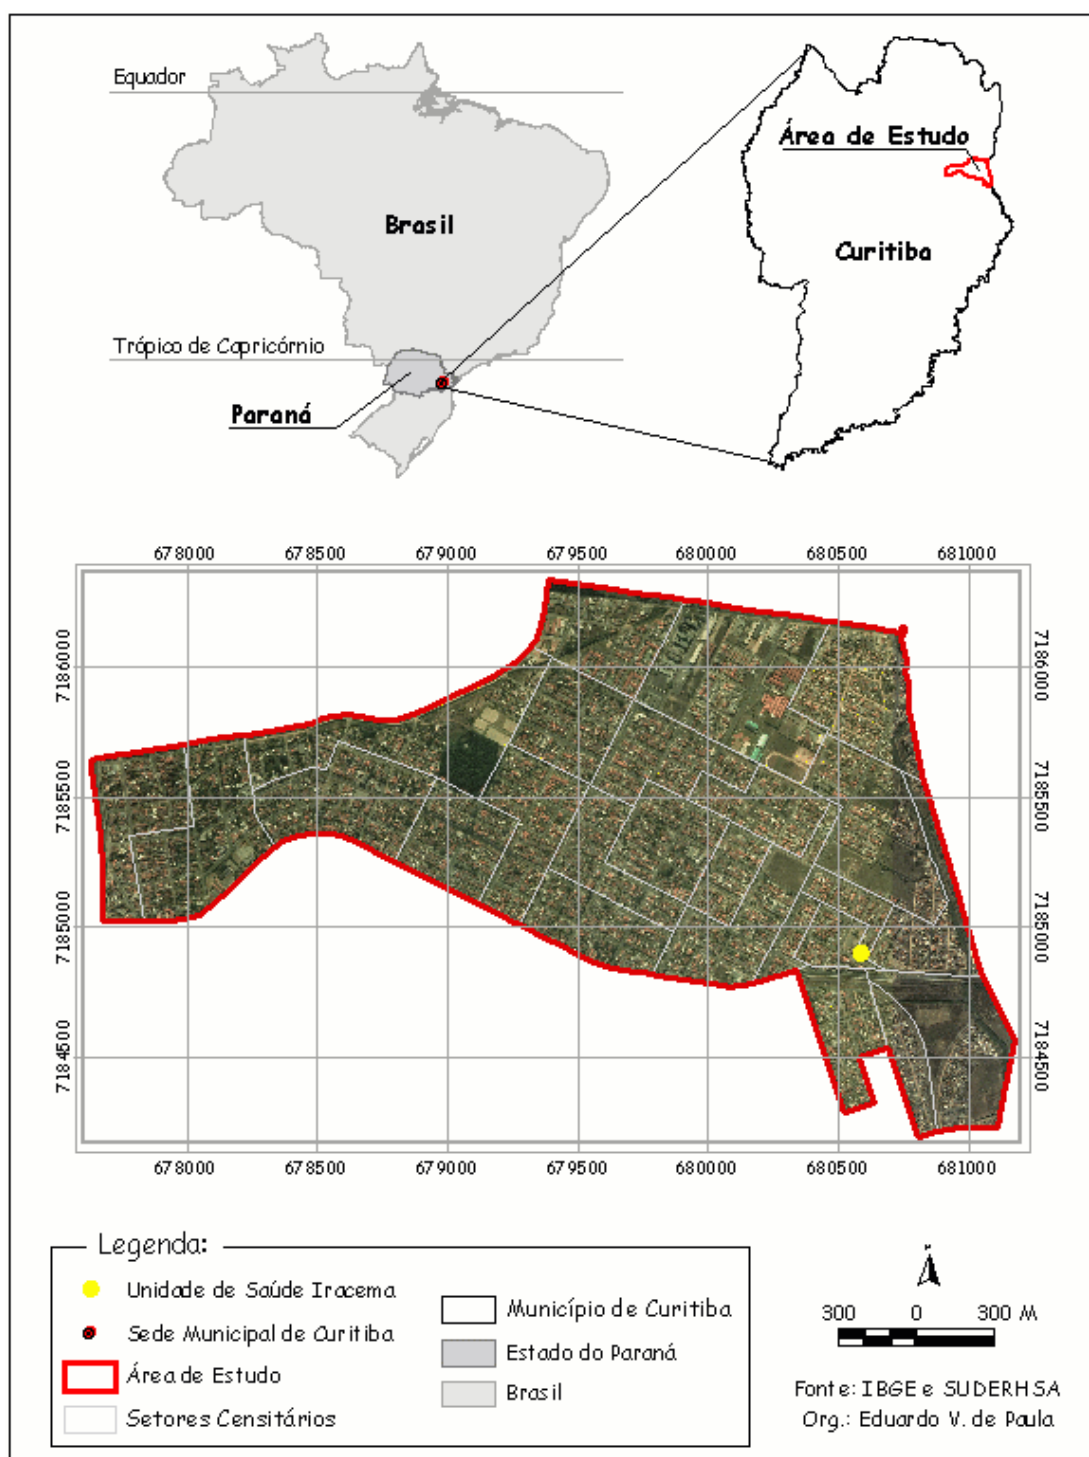 Equador
Área de Estudo
Brasil
Curitiba
Trópico de Capricórnio
Paraná
678000 678500 679000 679500 680000 680500 681000
7186000 7186000
7185500 7185500
7185000 7185000
7184500 7184500
678000 678500 679000 679500 680000 680500 681000
Legenda:
Unidade de Saúde Iracema
Sede Municipal de Curitiba
Área de Estudo
Setores Censitários
Município de Curitiba
Estado do Paraná
Brasil
N
300 0 300 M
Fonte: IBGE e SUDERHSA
Org.: Eduardo V. de Paula